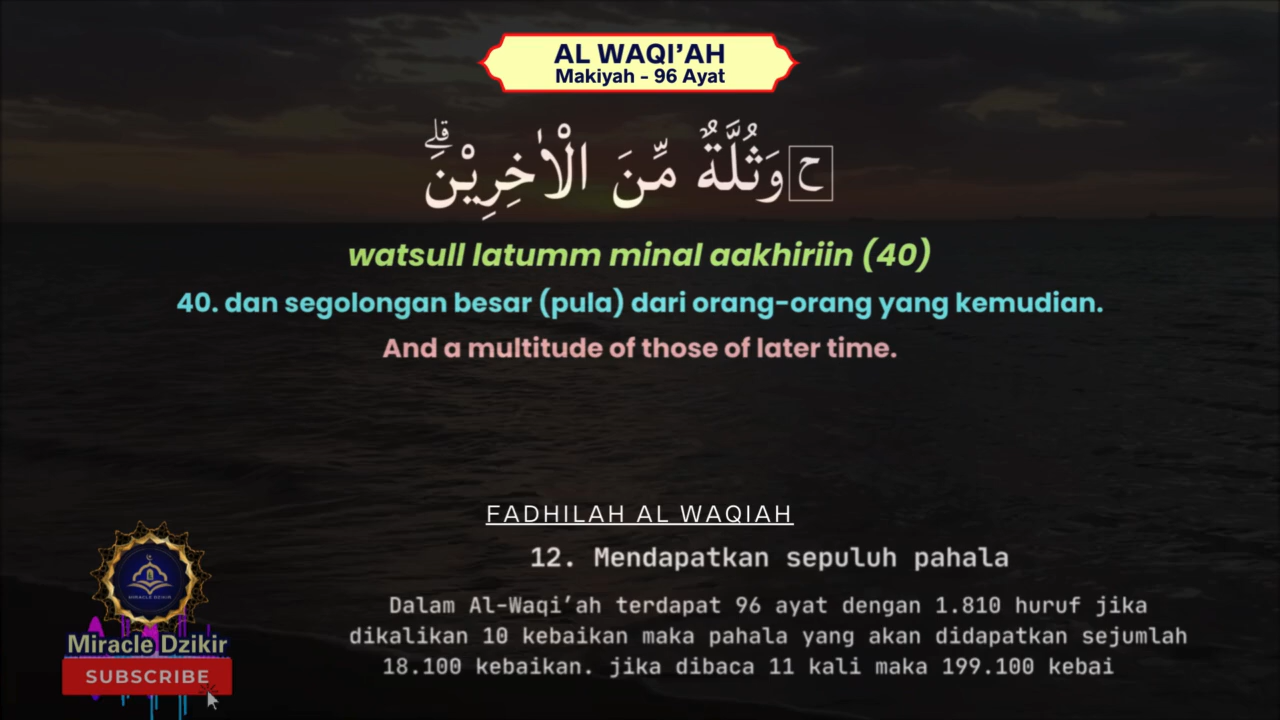 AL WAQI’AH
Makiyah - 96 Ayat
ح وَثُلَّةٌ مِّنَ الْاٰخِرِيْنَۗ
watsull latumm minal aakhiriin (40)
40. dan segolongan besar (pula) dari orang-orang yang kemudian.
And a multitude of those of later time.
FADHILAH AL WAQIAH
12. Mendapatkan sepuluh pahala
Dalam Al-Waqi’ah terdapat 96 ayat dengan 1.810 huruf jika
dikalikan 10 kebaikan maka pahala yang akan didapatkan sejumlah
18.100 kebaikan. jika dibaca 11 kali maka 199.100 kebai
MIRACLE DZIKIR
Miracle Dzikir
SUBSCRIBE